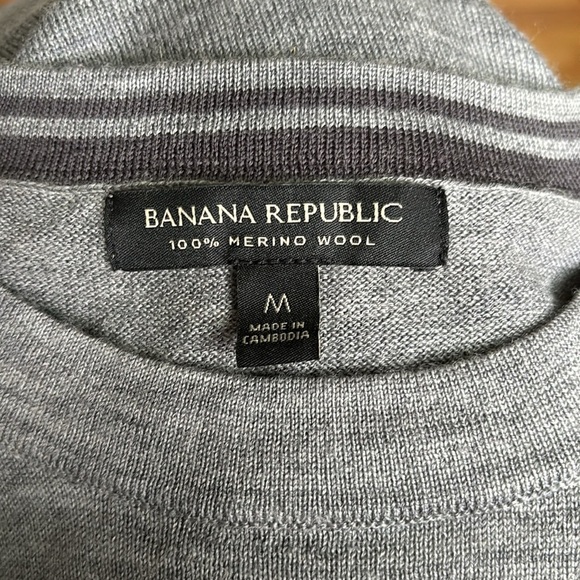 BANANA REPUBLIC
100% MERINO WOOL
M
MADE IN
CAMBODIA